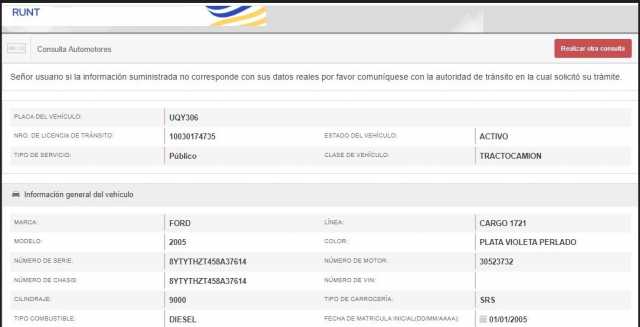 RUNT
Consulta Automotores
Realizar otra consulta
Señor usuario si la información suministrada no corresponde con sus datos reales por favor comuníquese con la autoridad de tránsito en la cual solicitó su trámite.
PLACA DEL VEHÍCULO: UQY306
NRO. DE LICENCIA DE TRÁNSITO: 10030174735 ESTADO DEL VEHÍCULO: ACTIVO
TIPO DE SERVICIO: Público CLASE DE VEHÍCULO: TRACTOCAMION
Información general del vehículo
MARCA: FORD LÍNEA: CARGO 1721
MODELO: 2005 COLOR: PLATA VIOLETA PERLADO
NÚMERO DE SERIE: 8YTYTHZT458A37614 NÚMERO DE MOTOR: 30523732
NÚMERO DE CHASIS: 8YTYTHZT458A37614 NÚMERO DE VIN:
CILINDRAJE: 9000 TIPO DE CARROCERÍA: SRS
TIPO COMBUSTIBLE: DIESEL FECHA DE MATRICULA INICIAL(DD/MM/AAAA): 01/01/2005